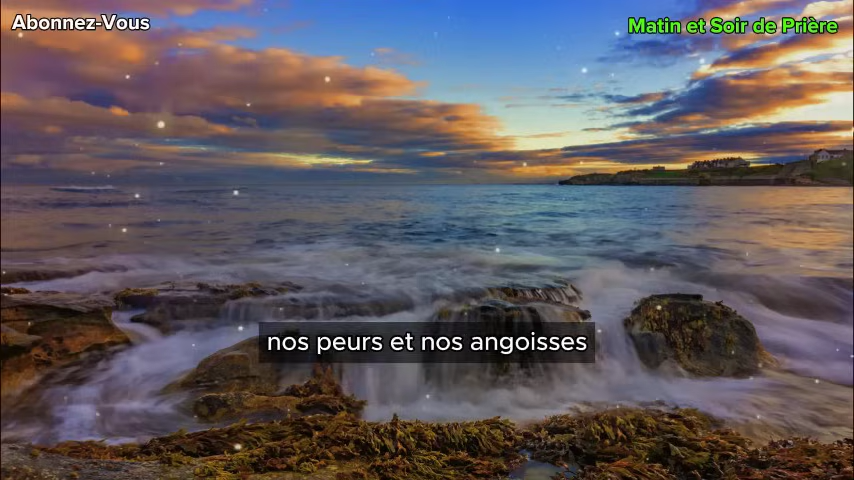 Abonnez-Vous
Matin et Soir de Prière
nos peurs et nos angoisses